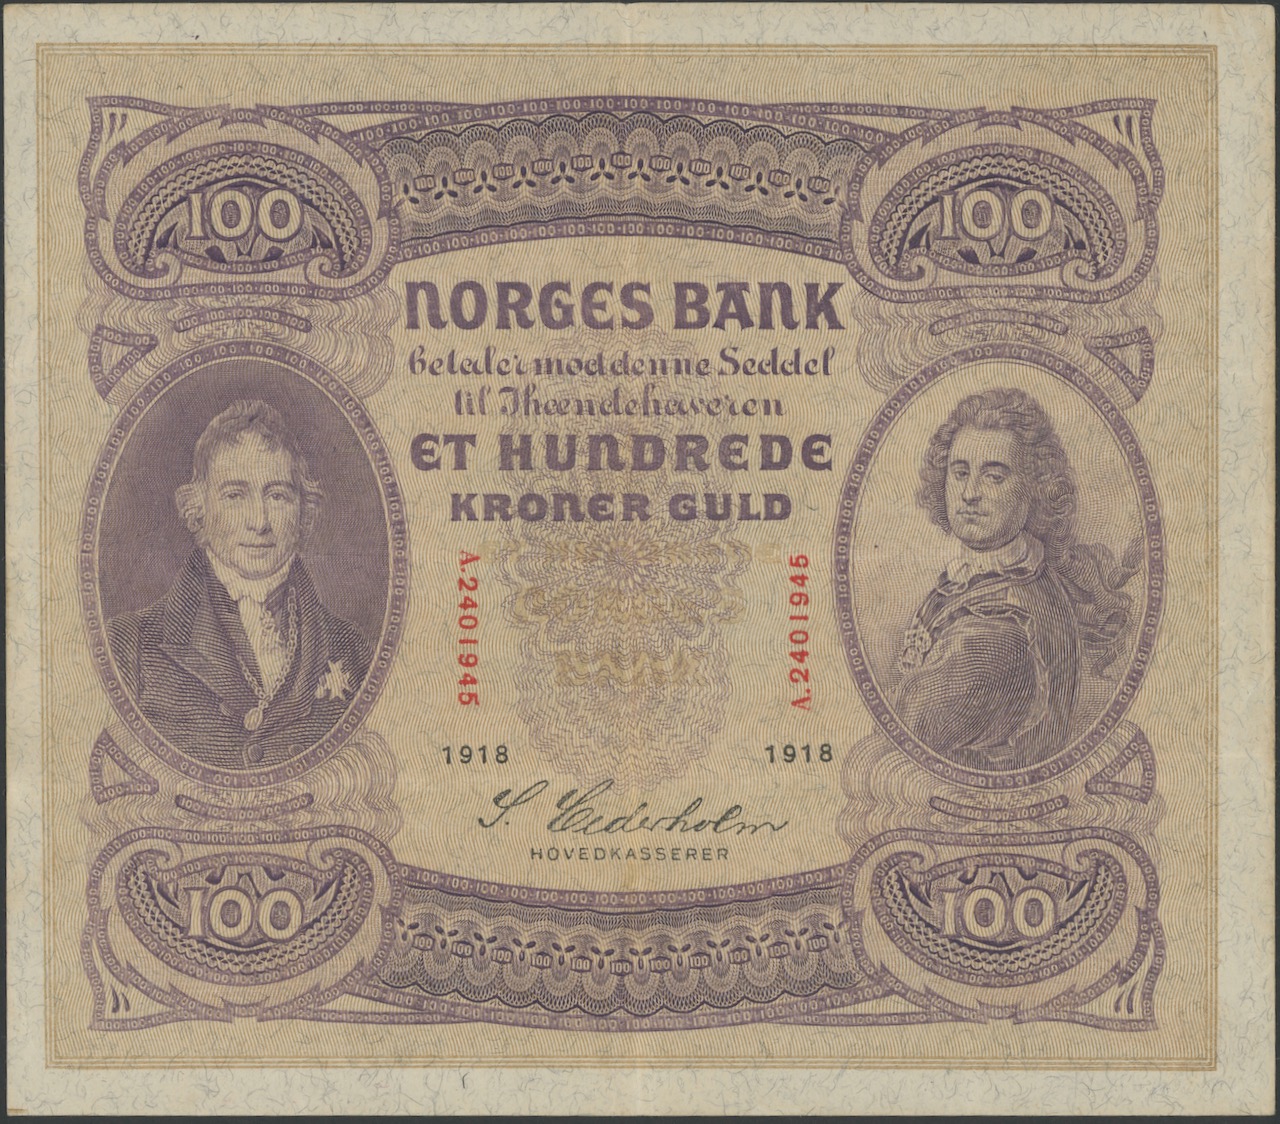 100 100
NORGES BANK
betaler mod denne Seddel
til Ihændehaveren
ET HUNDREDE
KRONER GULD
A.2401945 A.2401945
1918 1918
S. Cederholm
HOVEDKASSERER
100 100